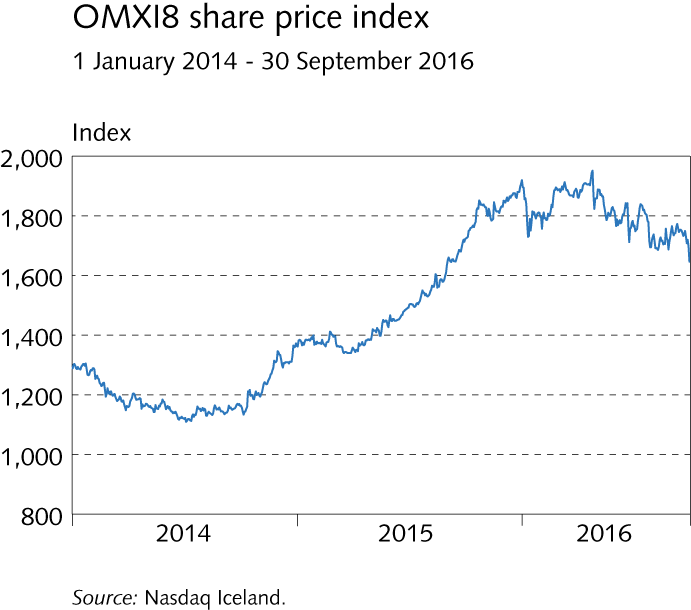 OMXI8 share price index
1 January 2014 - 30 September 2016
Index
2,000
1,800
1,600
1,400
1,200
1,000
800
2014 2015 2016
Source: Nasdaq Iceland.